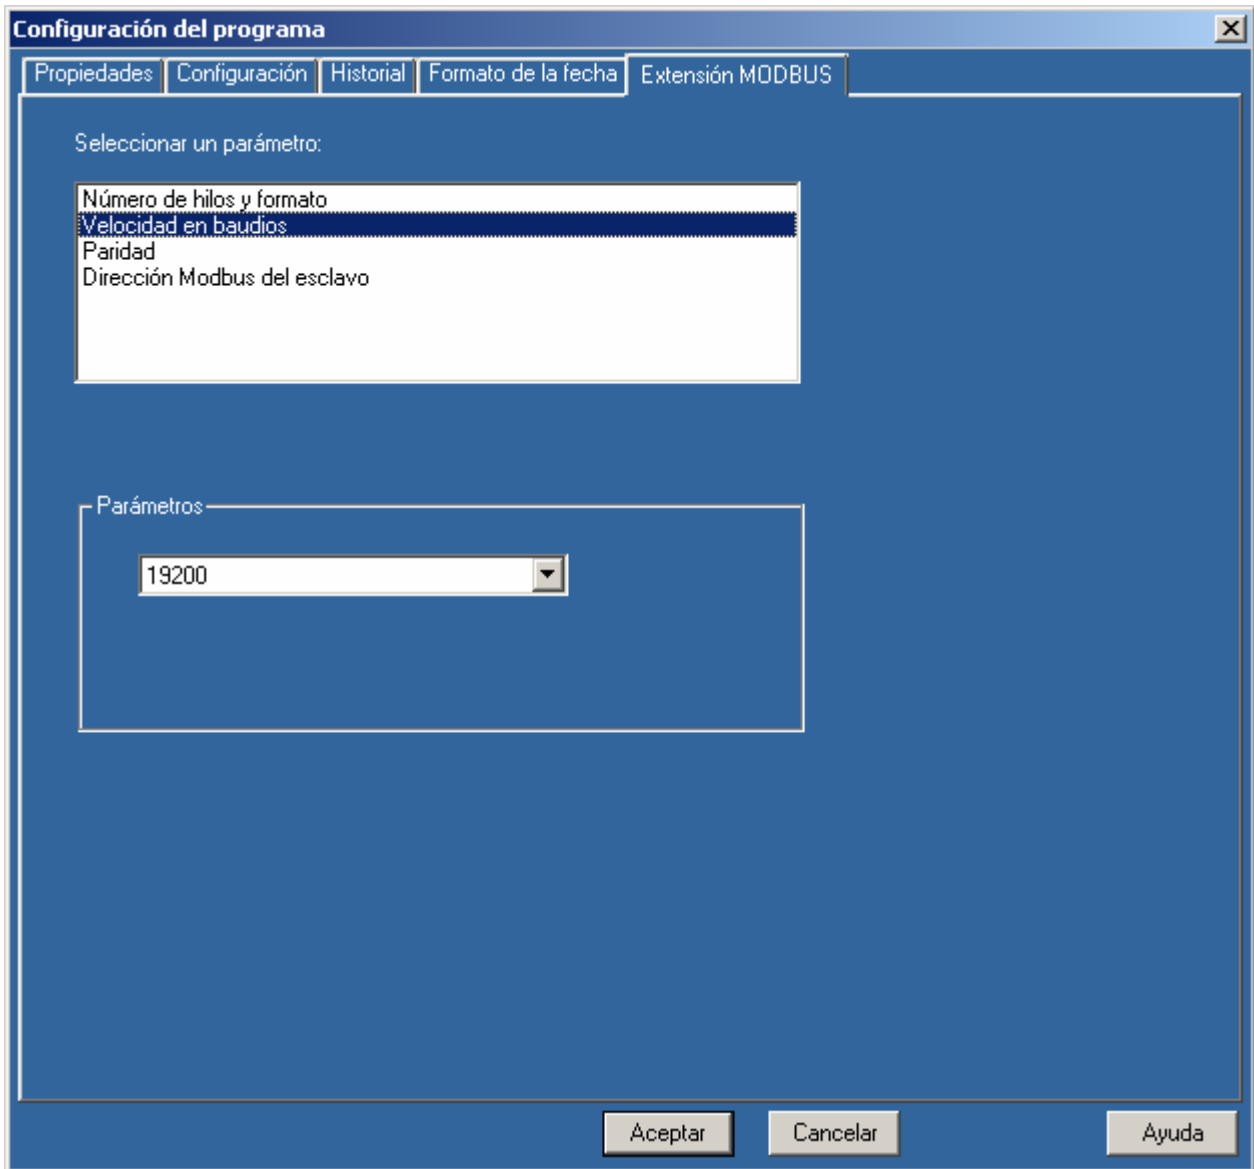 Configuración del programa
Propiedades Configuración Historial Formato de la fecha Extensión MODBUS
Seleccionar un parámetro:
Número de hilos y formato
Velocidad en baudios
Paridad
Dirección Modbus del esclavo
Parámetros
19200
Aceptar Cancelar Ayuda